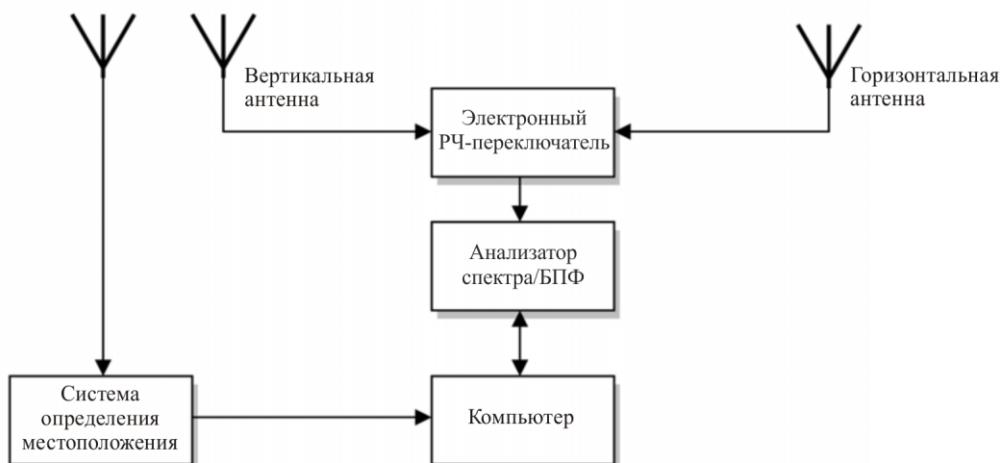 Вертикальная
антенна
Горизонтальная
антенна
Электронный
РЧ-переключатель
Анализатор
спектра/БПФ
Система
определения
местоположения
Компьютер